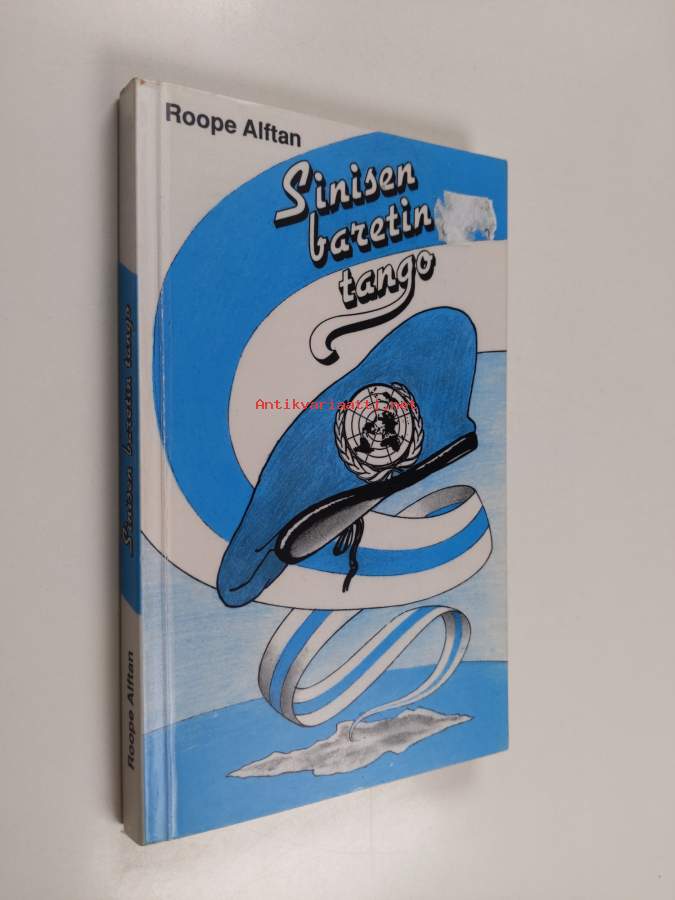 Roope Alftan
Sinisen
baretin
tango
Antikvariaatti.net
Sinisen baretin tango
Roope Alftan